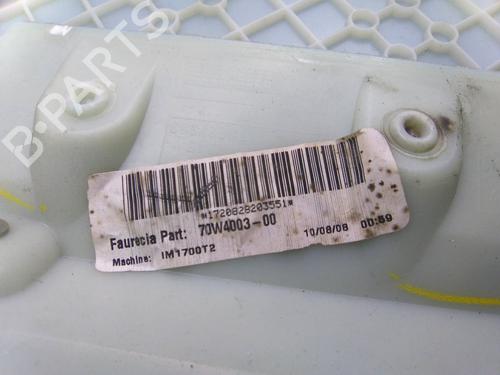 B-PARTS
*1720828203551*
Faurecia Part: 70W4003-00
Machine: IM1700T2 10/08/08 00:59